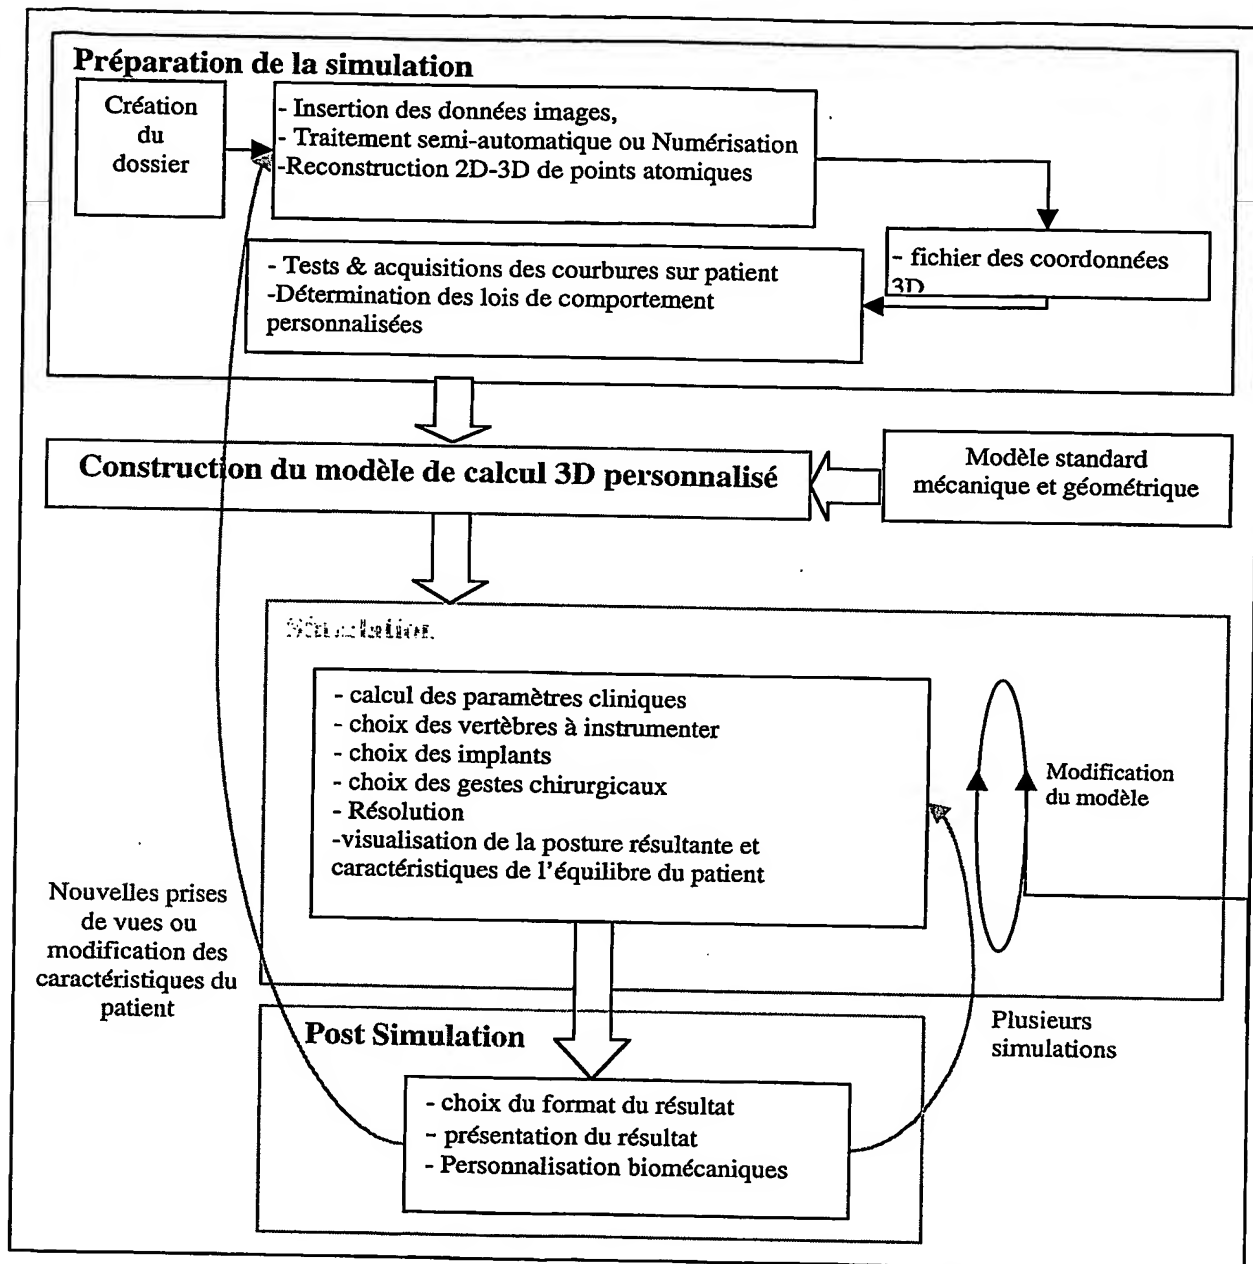 Préparation de la simulation
Création
du
dossier
- Insertion des données images,
- Traitement semi-automatique ou Numérisation
-Reconstruction 2D-3D de points atomiques
- fichier des coordonnées
3D
- Tests & acquisitions des courbures sur patient
-Détermination des lois de comportement
personnalisées
Construction du modèle de calcul 3D personnalisé
Modèle standard
mécanique et géométrique
Simulation
- calcul des paramètres cliniques
- choix des vertèbres à instrumenter
- choix des implants
- choix des gestes chirurgicaux
- Résolution
-visualisation de la posture résultante et
caractéristiques de l'équilibre du patient
Modification
du modèle
Nouvelles prises
de vues ou
modification des
caractéristiques du
patient
Plusieurs
simulations
Post Simulation
- choix du format du résultat
- présentation du résultat
- Personnalisation biomécaniques